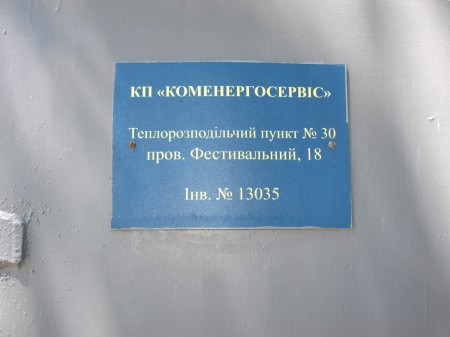 КП «КОМЕНЕРГОСЕРВІС»
Теплорозподільчий пункт № 30
пров. Фестивальний, 18
Інв. № 13035